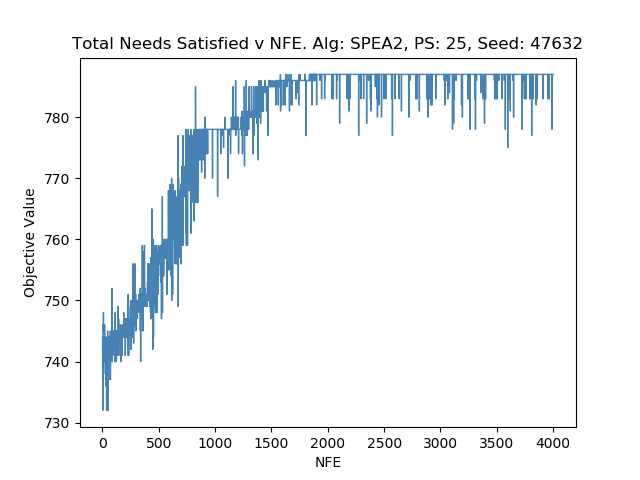 Total Needs Satisfied v NFE. Alg: SPEA2, PS: 25, Seed: 47632
Objective Value
780
770
760
750
740
730
0 500 1000 1500 2000 2500 3000 3500 4000
NFE